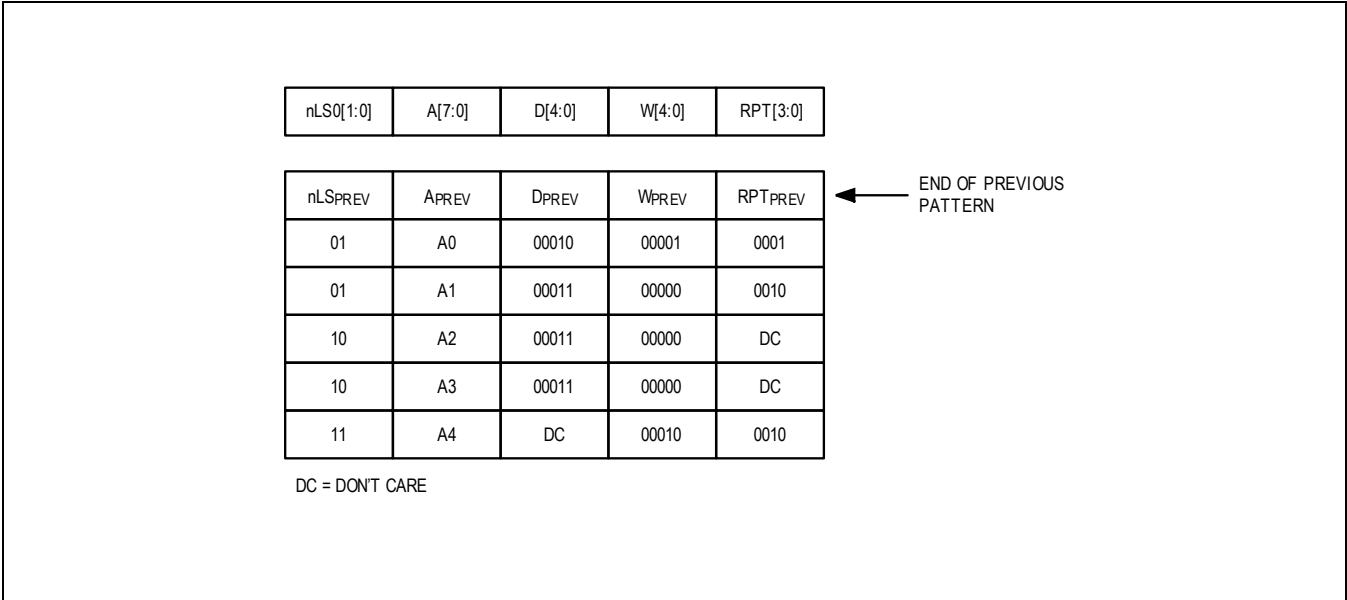 nLS0[1:0] A[7:0] D[4:0] W[4:0] RPT[3:0]
nLSPREV APREV DPREV WPREV RPTPREV
END OF PREVIOUS
PATTERN
01 A0 00010 00001 0001
01 A1 00011 00000 0010
10 A2 00011 00000 DC
10 A3 00011 00000 DC
11 A4 DC 00010 0010
DC = DON'T CARE